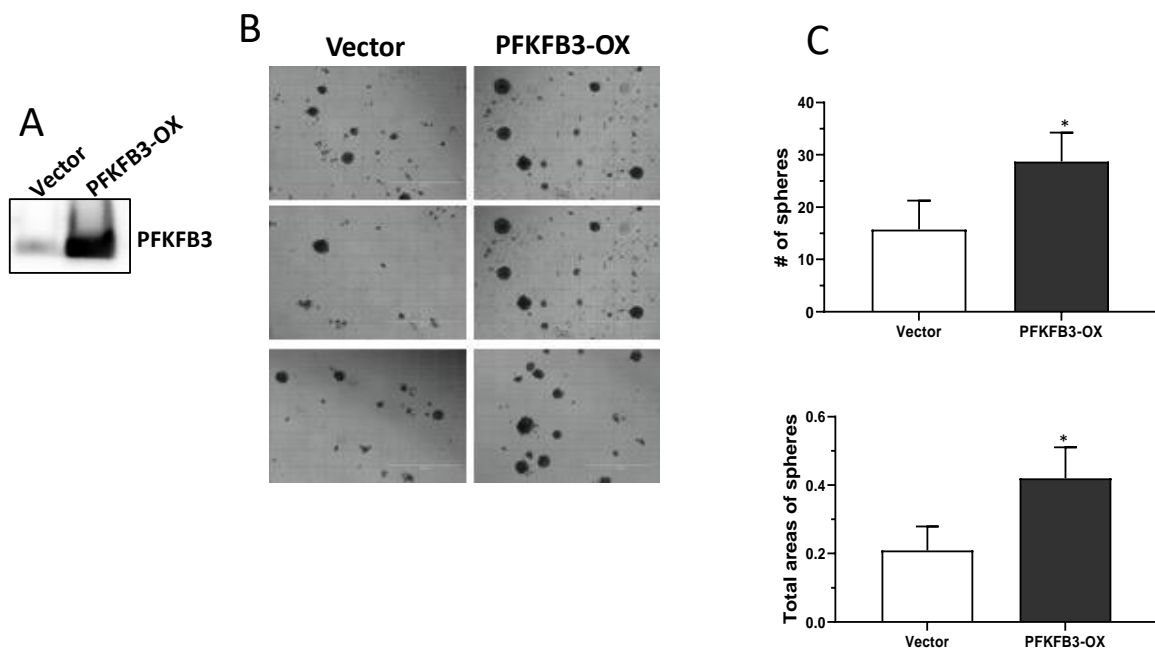 A
Vector
PFKFB3-OX
PFKFB3
B
Vector
PFKFB3-OX
C
# of spheres
40
30
20
10
0
*
Vector
PFKFB3-OX
Total areas of spheres
0.6
0.4
0.2
0.0
*
Vector
PFKFB3-OX